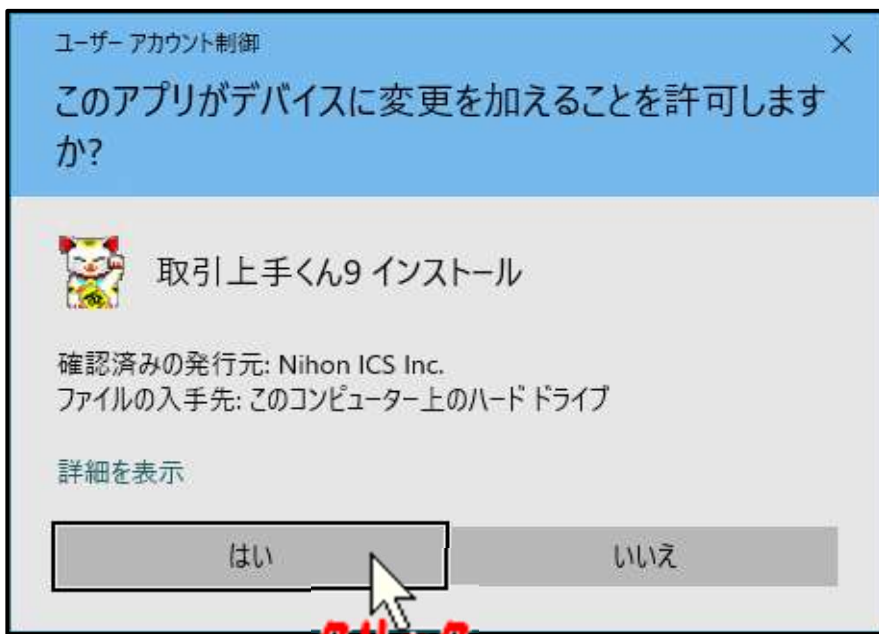 ユーザー アカウント制御
このアプリがデバイスに変更を加えることを許可します
か?
取引上手くん9 インストール
確認済みの発行元: Nihon ICS Inc.
ファイルの入手先: このコンピューター上のハード ドライブ
詳細を表示
はい
いいえ